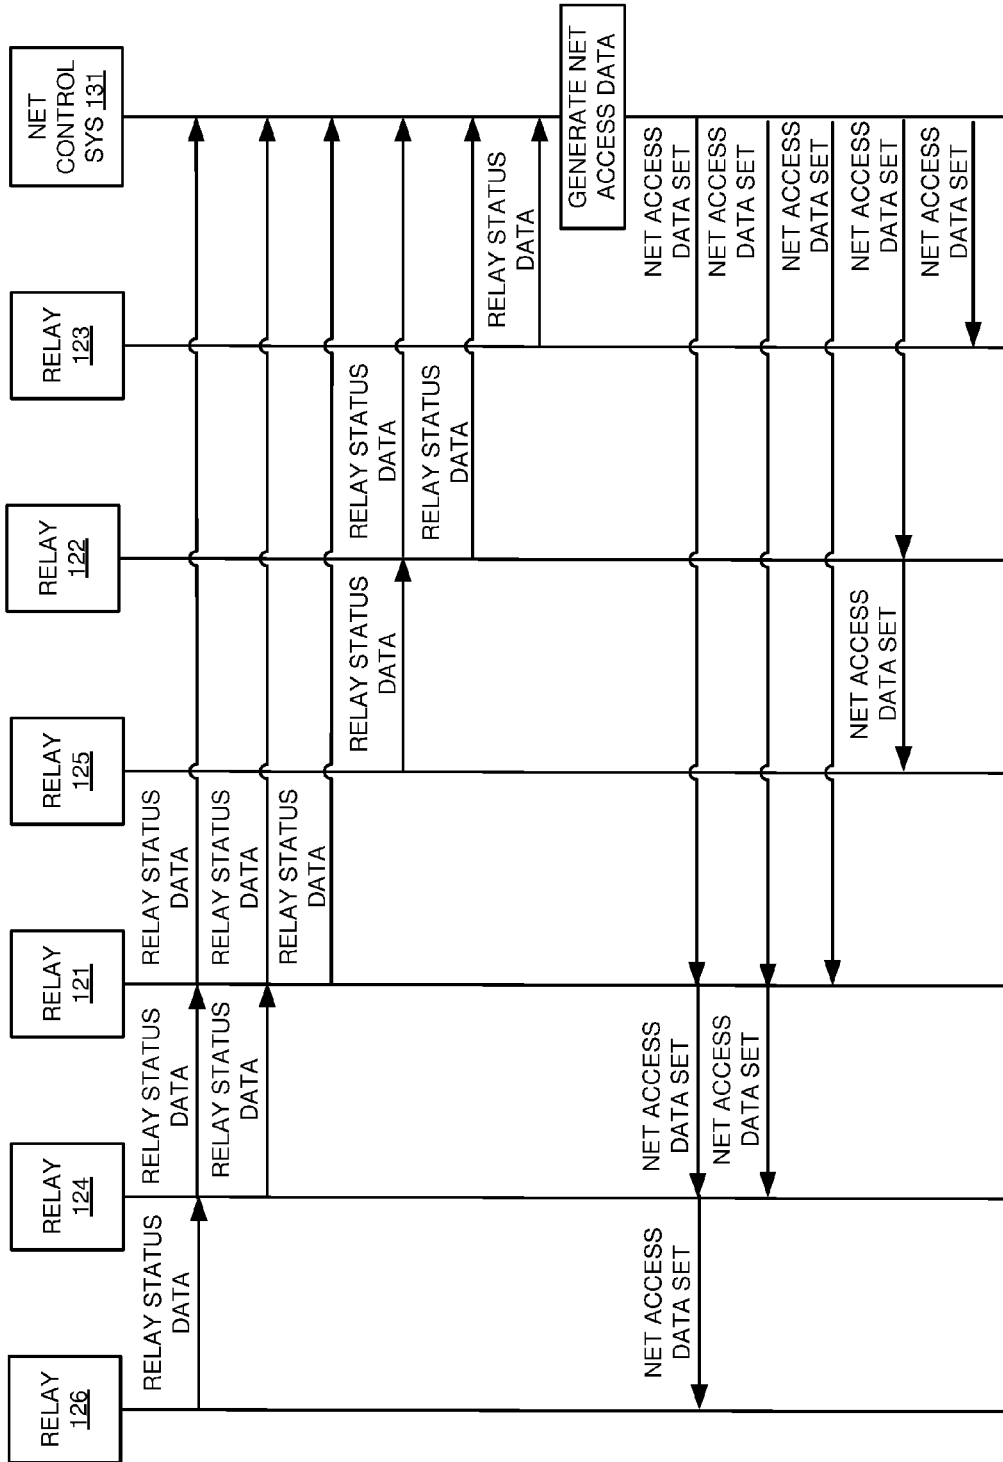 RELAY
126
RELAY
124
RELAY
121
RELAY
125
RELAY
122
RELAY
123
NET
CONTROL
SYS 131
RELAY STATUS
DATA
RELAY STATUS
DATA
RELAY STATUS
DATA
RELAY STATUS
DATA
RELAY STATUS
DATA
RELAY STATUS
DATA
RELAY STATUS
DATA
RELAY STATUS
DATA
RELAY STATUS
DATA
RELAY STATUS
DATA
GENERATE NET
ACCESS DATA
NET ACCESS
DATA SET
NET ACCESS
DATA SET
NET ACCESS
DATA SET
NET ACCESS
DATA SET
NET ACCESS
DATA SET
NET ACCESS
DATA SET
NET ACCESS
DATA SET
NET ACCESS
DATA SET
NET ACCESS
DATA SET